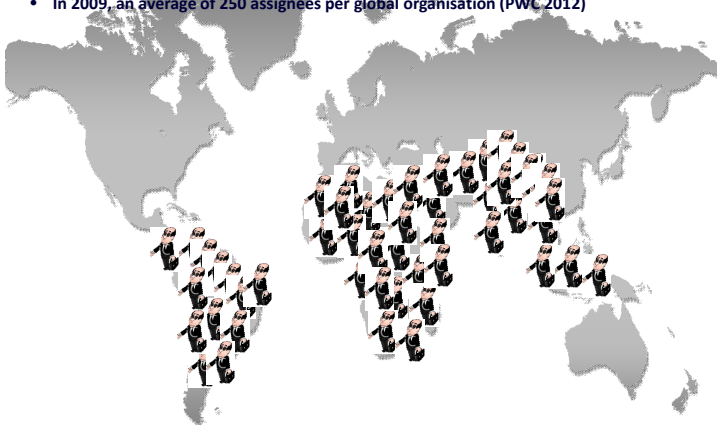 • In 2009, an average of 250 assignees per global organisation (PWC 2012)